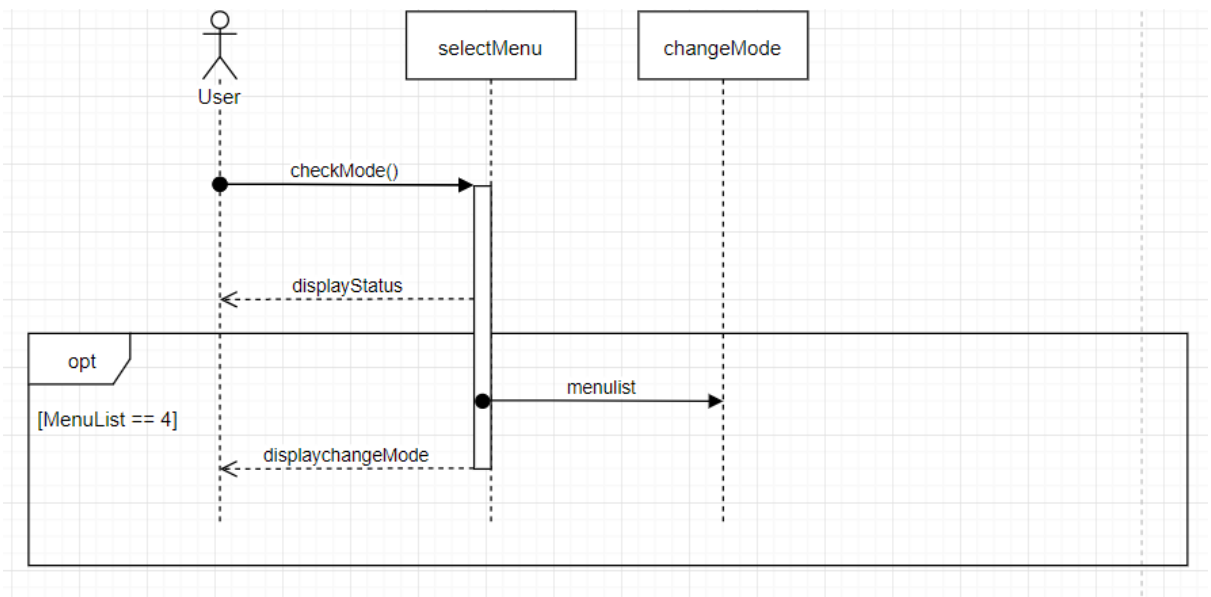 selectMenu
changeMode
User
checkMode()
displayStatus
opt
menulist
[MenuList == 4]
displaychangeMode